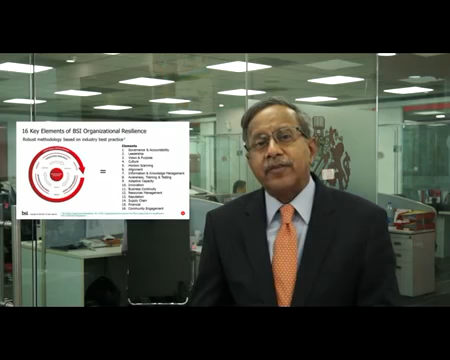 16 Key Elements of BSI Organizational Resilience
Robust methodology based on industry best practice
Elements
1. Governance & Accountability
2. Leadership
3. Vision & Purpose
4. Culture
5. Horizon Scanning
6. Alignment
7. Information & Knowledge Management
8. Awareness, Training & Testing
9. Adaptive Capacity
10. Innovation
11. Business Continuity
12. Resources Management
13. Reputation
14. Supply Chain
15. Financial
16. Community Engagement
=
bsi.